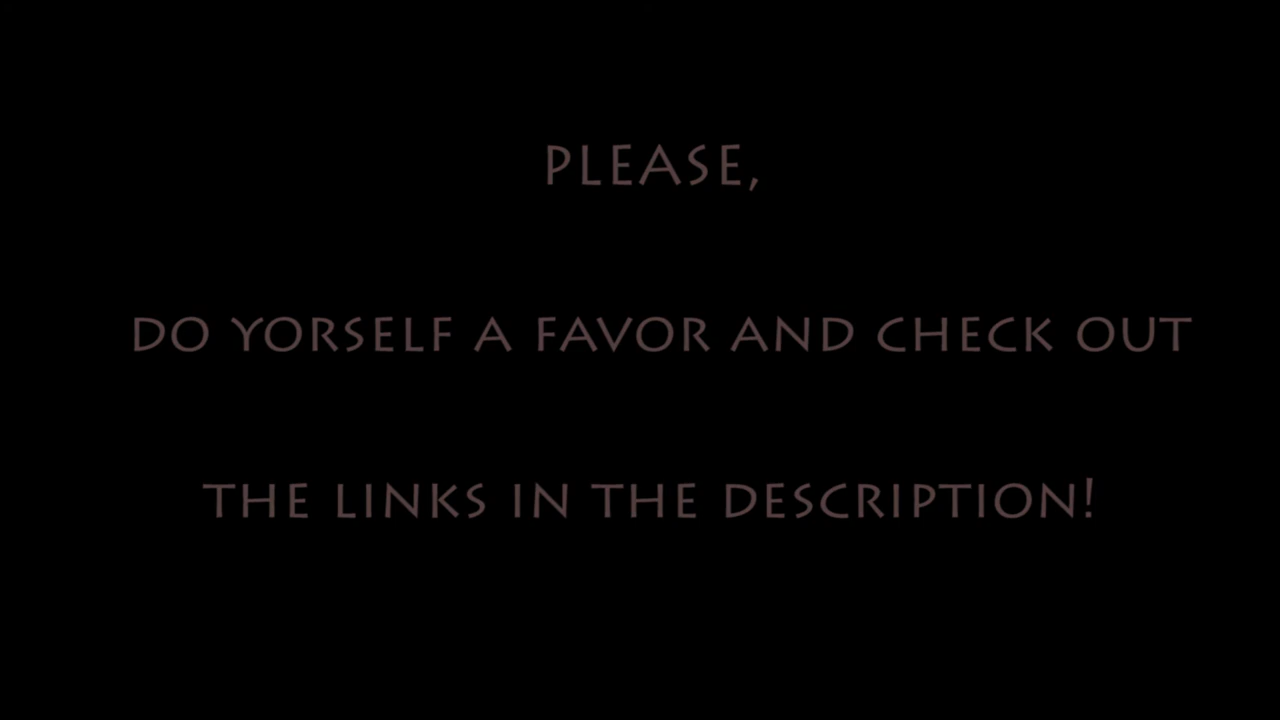 PLEASE,
DO YORSELF A FAVOR AND CHECK OUT
THE LINKS IN THE DESCRIPTION!